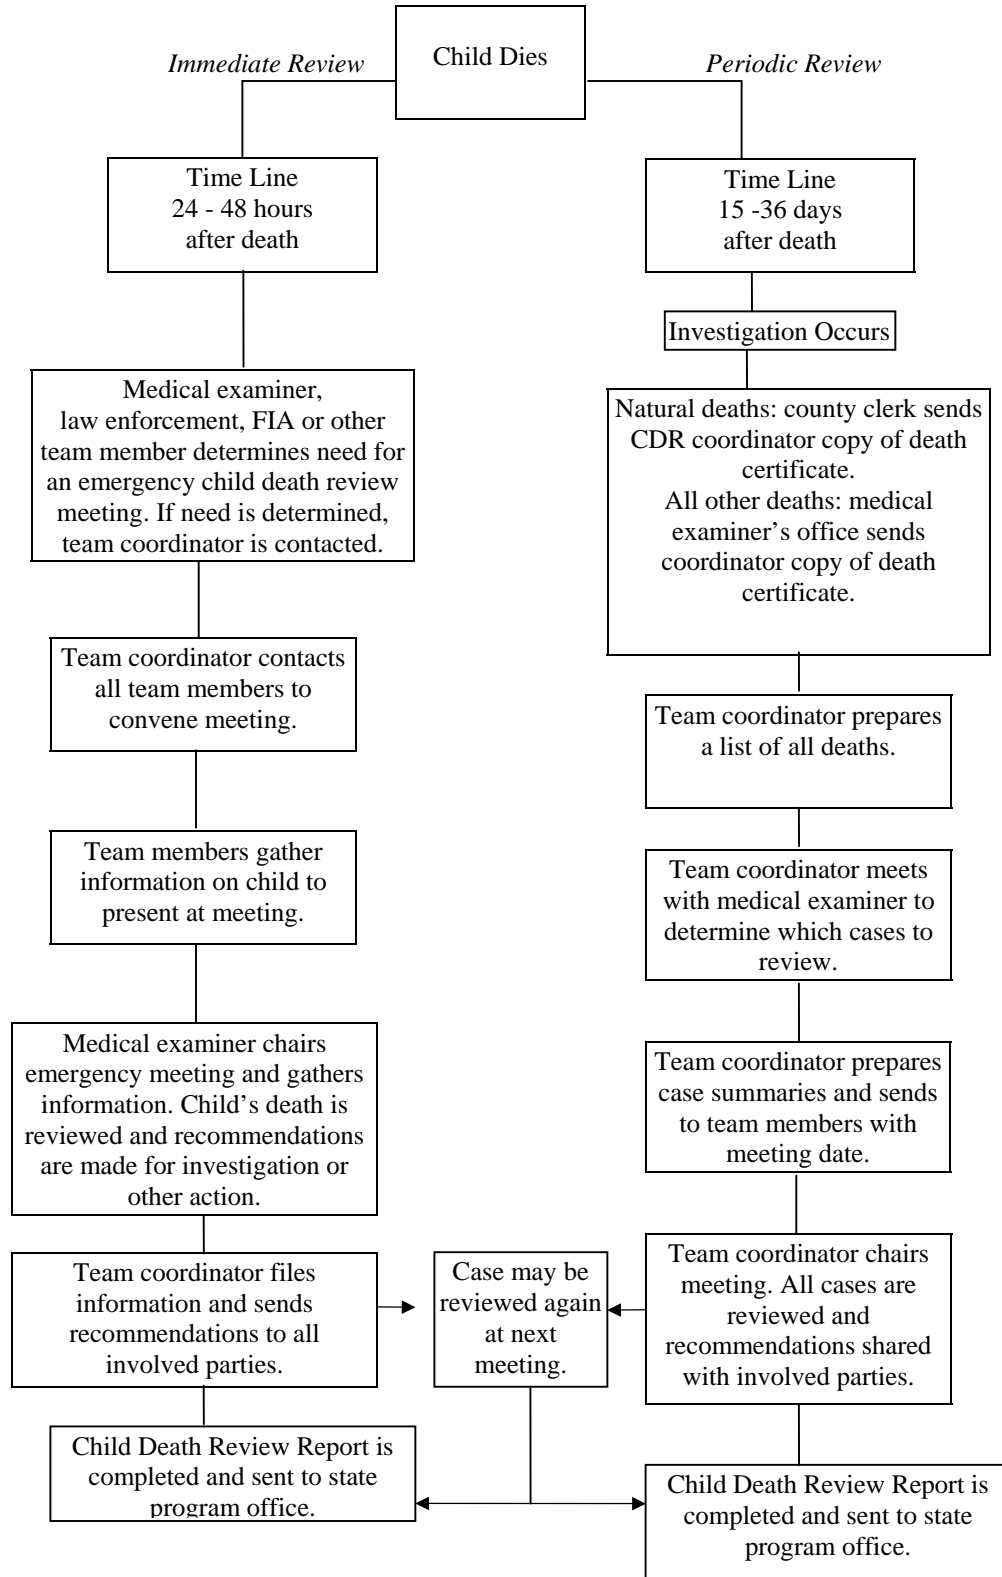 Child Dies
Immediate Review
Periodic Review
Time Line
24 - 48 hours
after death
Medical examiner,
law enforcement, FIA or other
team member determines need for
an emergency child death review
meeting. If need is determined,
team coordinator is contacted.
Team coordinator contacts
all team members to
convene meeting.
Team members gather
information on child to
present at meeting.
Medical examiner chairs
emergency meeting and gathers
information. Child’s death is
reviewed and recommendations
are made for investigation or
other action.
Team coordinator files
information and sends
recommendations to all
involved parties.
Child Death Review Report is
completed and sent to state
program office.
Case may be
reviewed again
at next
meeting.
Time Line
15 -36 days
after death
Investigation Occurs
Natural deaths: county clerk sends
CDR coordinator copy of death
certificate.
All other deaths: medical
examiner’s office sends
coordinator copy of death
certificate.
Team coordinator prepares
a list of all deaths.
Team coordinator meets
with medical examiner to
determine which cases to
review.
Team coordinator prepares
case summaries and sends
to team members with
meeting date.
Team coordinator chairs
meeting. All cases are
reviewed and
recommendations shared
with involved parties.
Child Death Review Report is
completed and sent to state
program office.